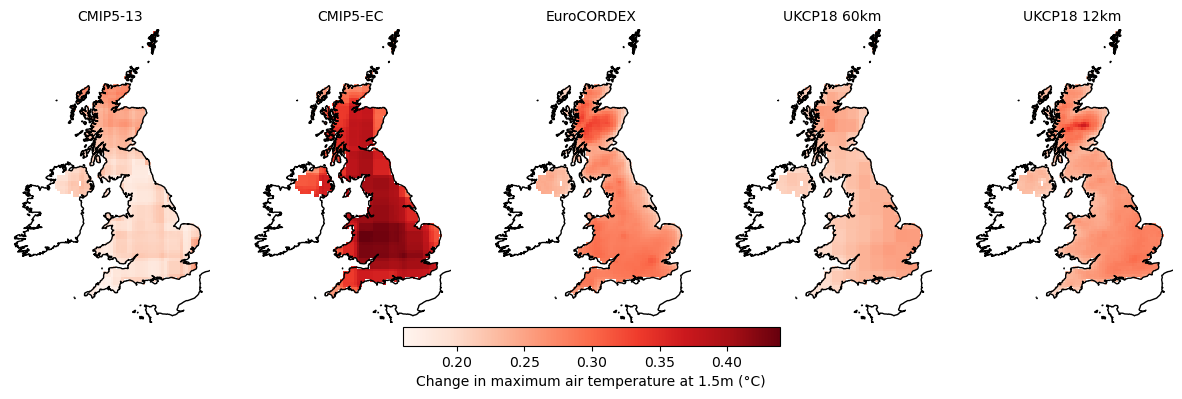 CMIP5-13 CMIP5-EC EuroCORDEX UKCP18 60km UKCP18 12km
0.20 0.25 0.30 0.35 0.40
Change in maximum air temperature at 1.5m (°C)